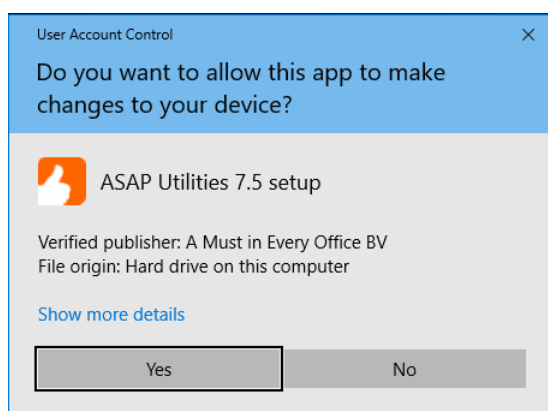 User Account Control
Do you want to allow this app to make
changes to your device?
ASAP Utilities 7.5 setup
Verified publisher: A Must in Every Office BV
File origin: Hard drive on this computer
Show more details
Yes No